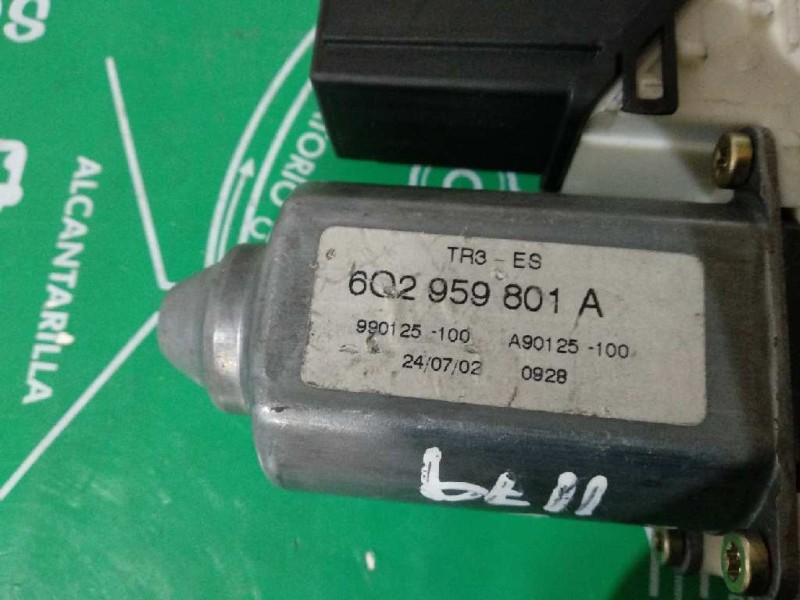 TR3 - ES
6Q2 959 801 A
990125 -100 A90125 -100
24/07/02 0928
ALCANTARILLA